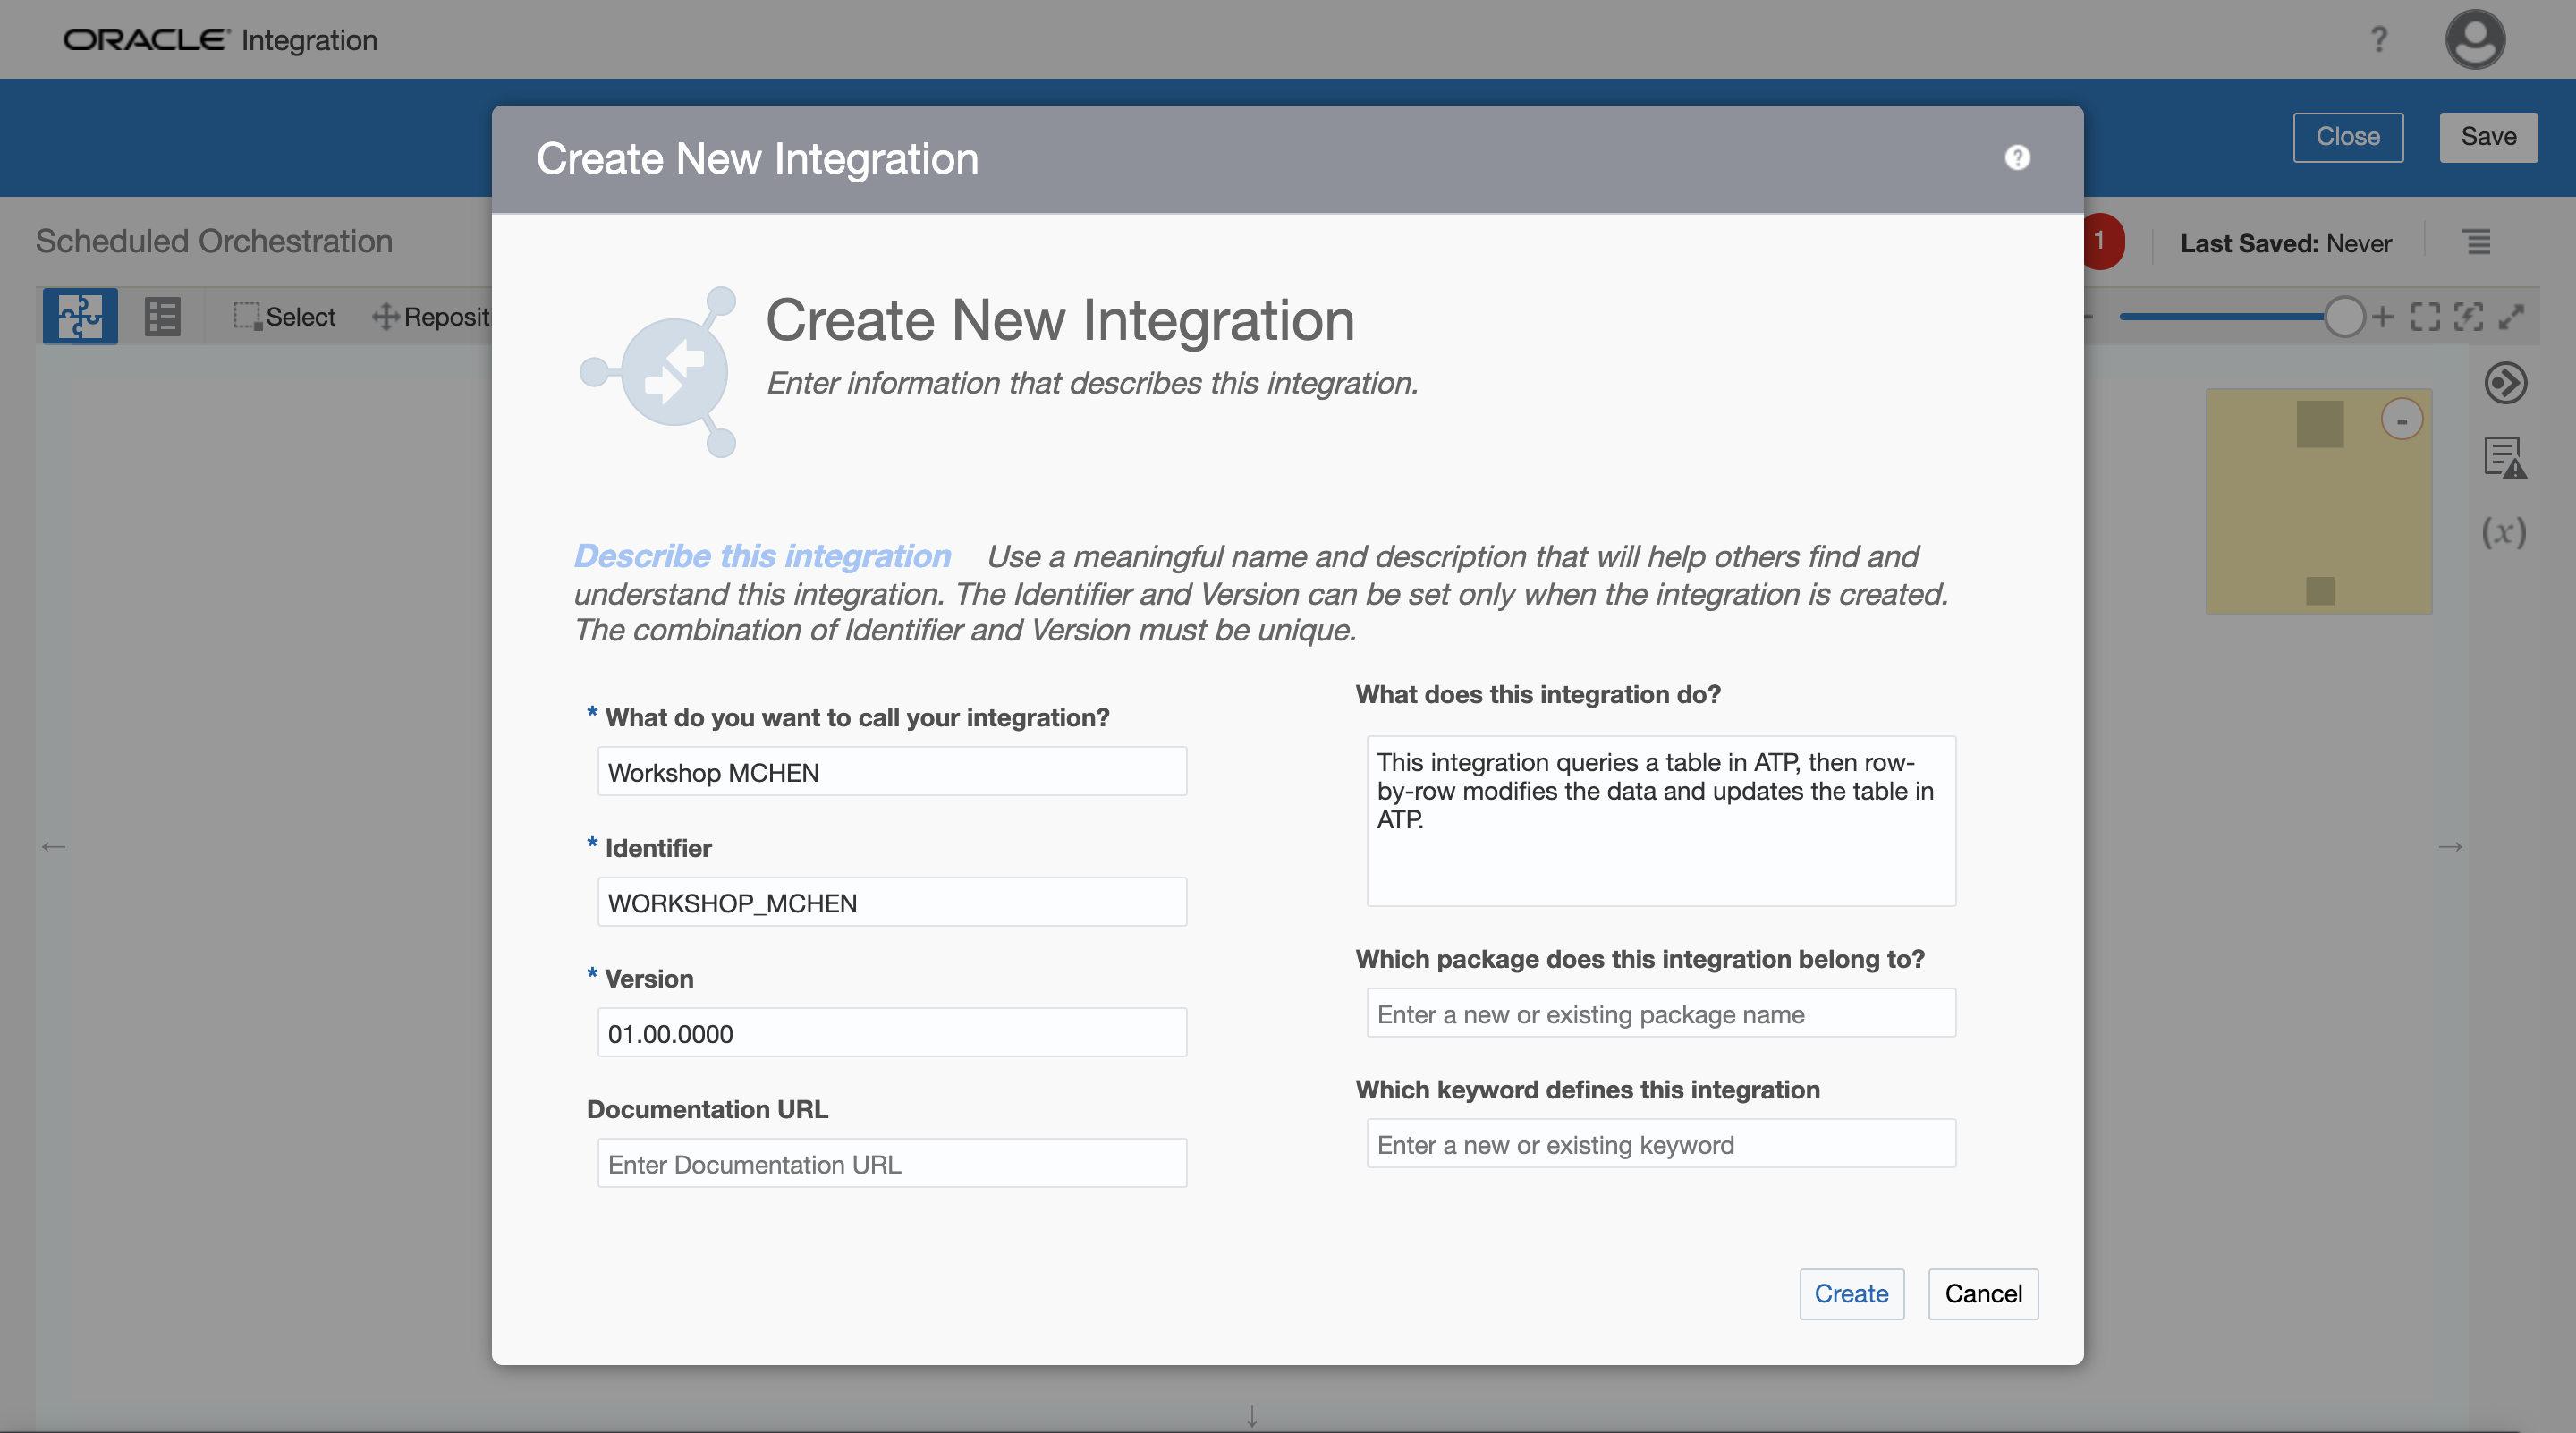 ORACLE Integration
?
Close
Save
Create New Integration
?
Scheduled Orchestration
1
Last Saved: Never
Select
Reposit
-
+
Create New Integration
Enter information that describes this integration.
-
(x)
Describe this integration Use a meaningful name and description that will help others find and
understand this integration. The Identifier and Version can be set only when the integration is created.
The combination of Identifier and Version must be unique.
* What do you want to call your integration?
Workshop MCHEN
* Identifier
WORKSHOP_MCHEN
* Version
01.00.0000
Documentation URL
Enter Documentation URL
What does this integration do?
This integration queries a table in ATP, then row-
by-row modifies the data and updates the table in
ATP.
Which package does this integration belong to?
Enter a new or existing package name
Which keyword defines this integration
Enter a new or existing keyword
Create
Cancel